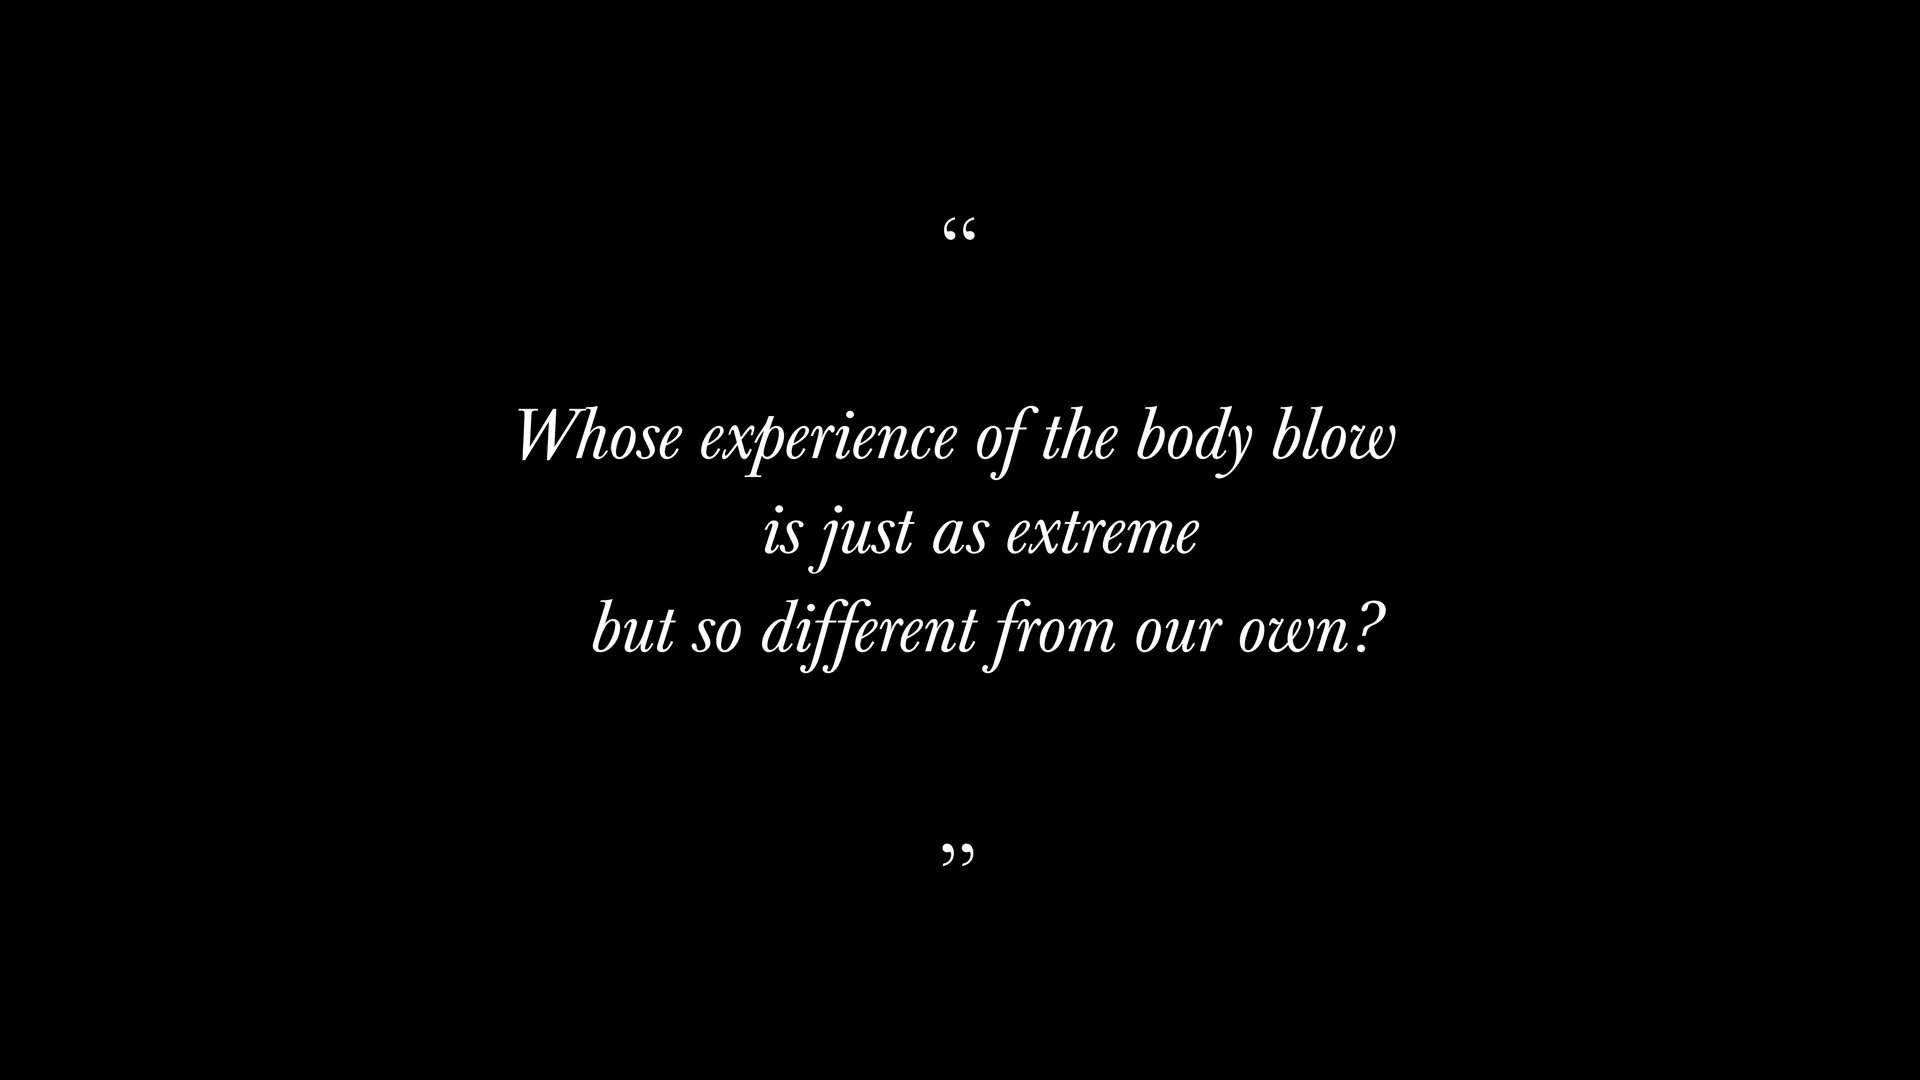 “
Whose experience of the body blow
is just as extreme
but so different from our own?
”